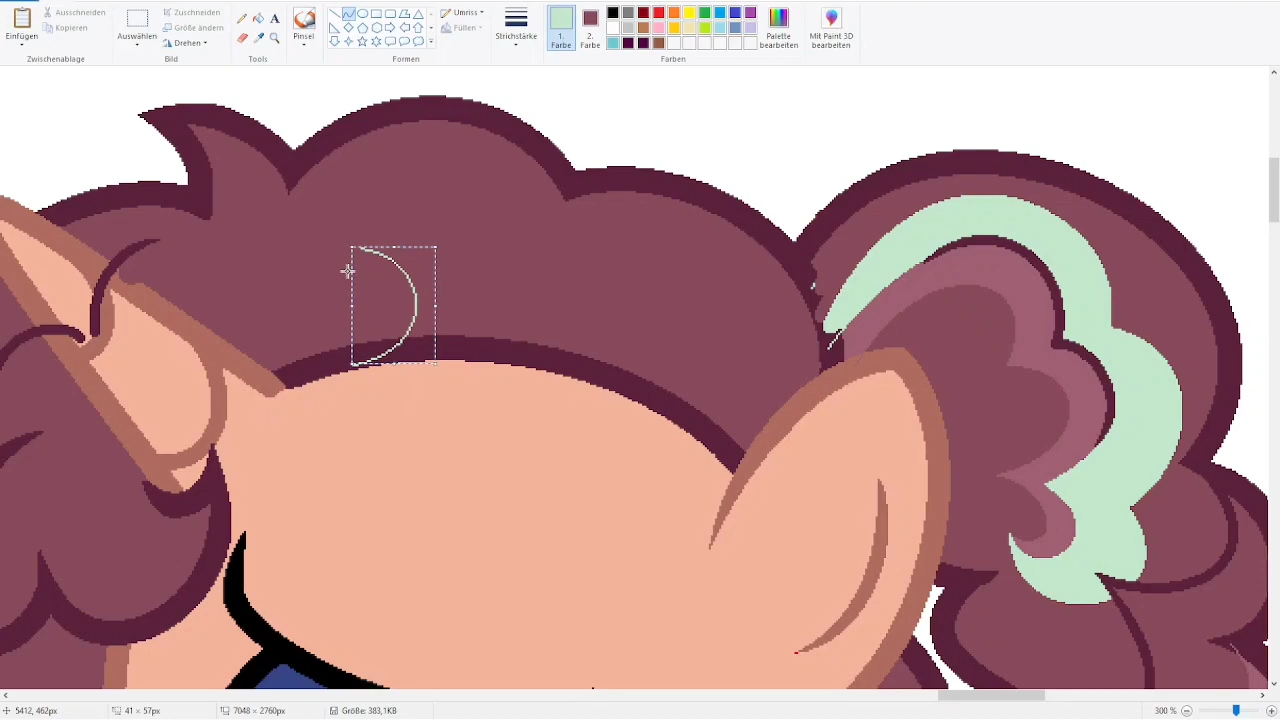 Einfügen
Ausschneiden
Kopieren
Zwischenablage
Auswählen
Zuschneiden
Größe ändern
Drehen
Bild
A
Tools
Pinsel
Umriss
Füllen
Formen
Strichstärke
1.
Farbe
2.
Farbe
Palette
bearbeiten
Mit Paint 3D
bearbeiten
Farben
5412, 462px
41 × 57px
7048 × 2760px
Größe: 383,1KB
300 %